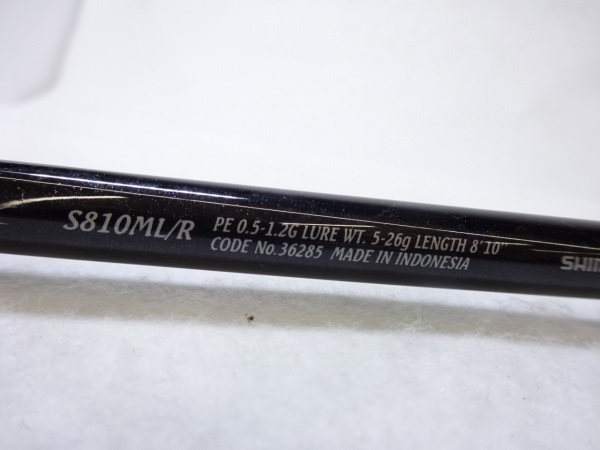 S810ML/R PE 0.5-1.2G LURE WT. 5-26g LENGTH 8'10"
CODE No.36285 MADE IN INDONESIA